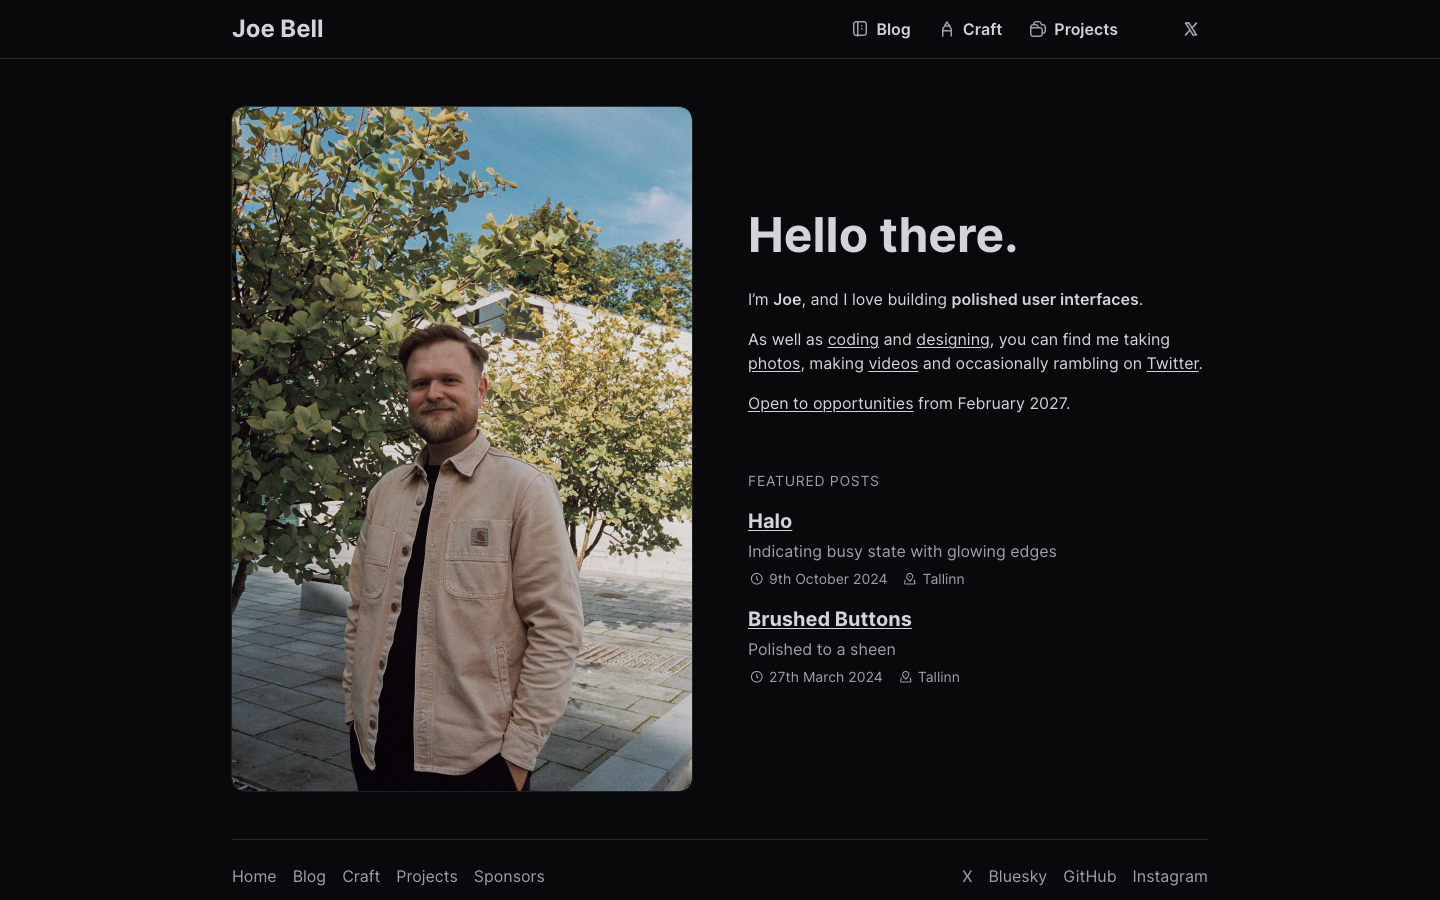 Joe Bell
Blog
Craft
Projects
Hello there.
I’m Joe, and I love building polished user interfaces.
As well as coding and designing, you can find me taking
photos, making videos and occasionally rambling on Twitter.
Open to opportunities from February 2027.
FEATURED POSTS
Halo
Indicating busy state with glowing edges
9th October 2024 Tallinn
Brushed Buttons
Polished to a sheen
27th March 2024 Tallinn
Home Blog Craft Projects Sponsors
X Bluesky GitHub Instagram